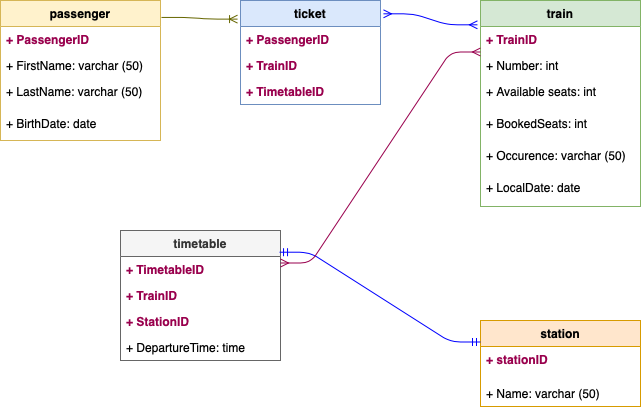 passenger
+ PassengerID
+ FirstName: varchar (50)
+ LastName: varchar (50)
+ BirthDate: date
ticket
+ PassengerID
+ TrainID
+ TimetableID
train
+ TrainID
+ Number: int
+ Available seats: int
+ BookedSeats: int
+ Occurence: varchar (50)
+ LocalDate: date
timetable
+ TimetableID
+ TrainID
+ StationID
+ DepartureTime: time
station
+ stationID
+ Name: varchar (50)